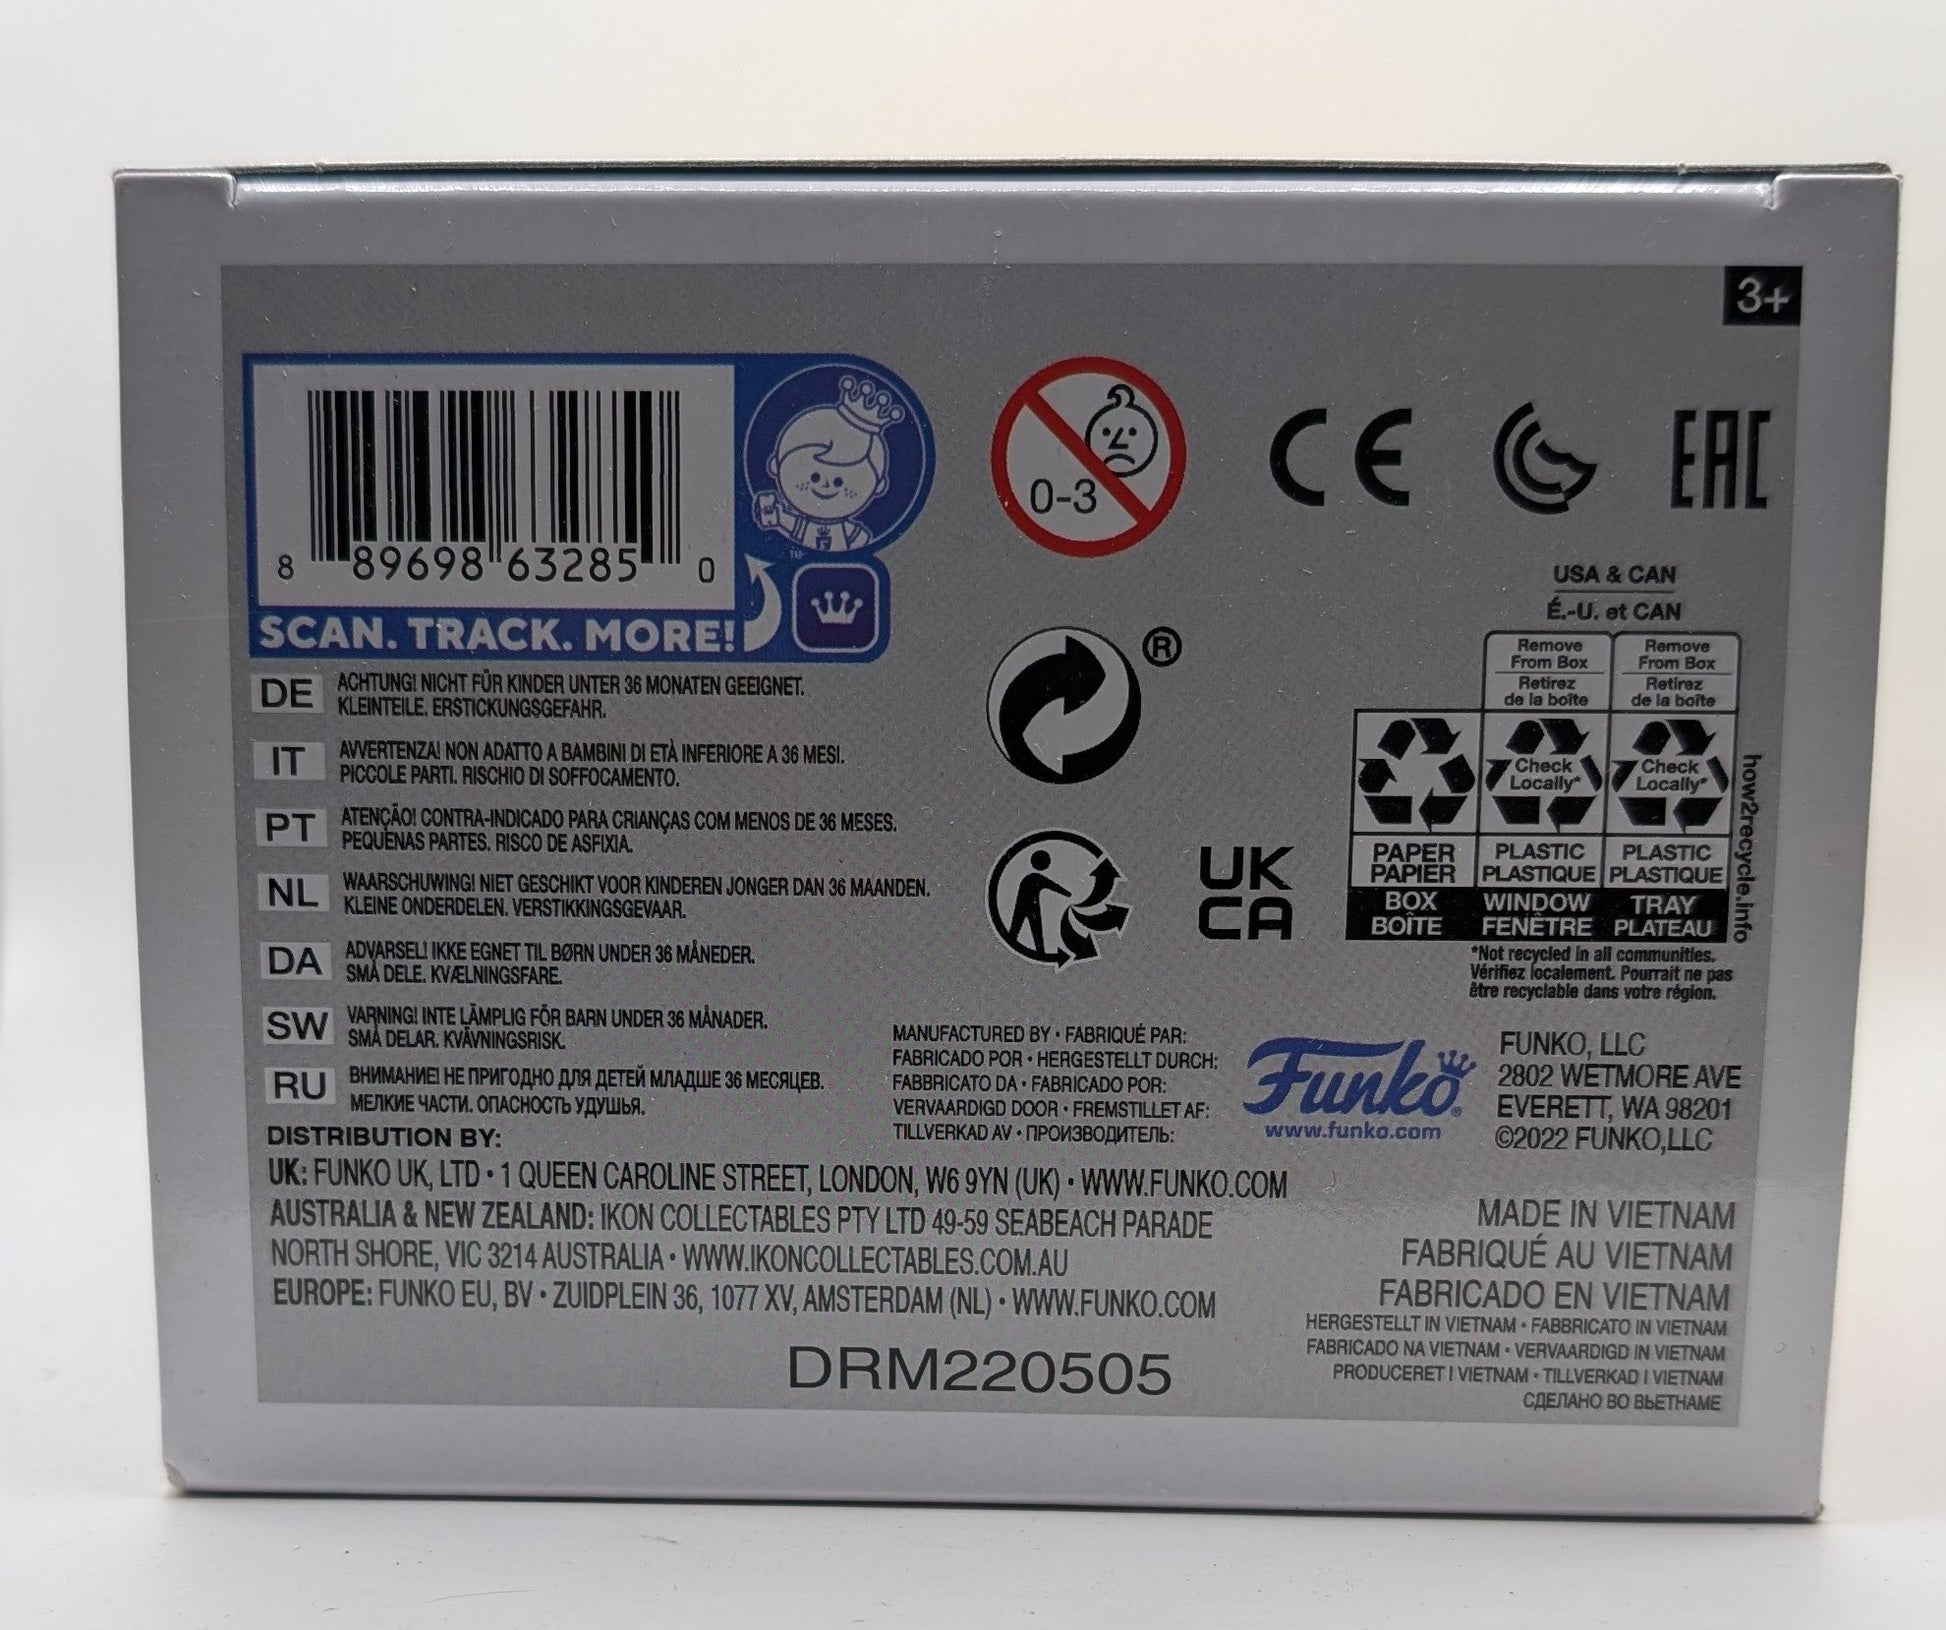 3+
8 89698 63285 0
SCAN. TRACK. MORE!
™
0-3
CE
EAC
DE ACHTUNG! NICHT FÜR KINDER UNTER 36 MONATEN GEEIGNET.
KLEINTEILE. ERSTICKUNGSGEFAHR.
IT AVVERTENZA! NON ADATTO A BAMBINI DI ETÀ INFERIORE A 36 MESI.
PICCOLE PARTI. RISCHIO DI SOFFOCAMENTO.
PT ATENÇÃO! CONTRA-INDICADO PARA CRIANÇAS COM MENOS DE 36 MESES.
PEQUENAS PARTES. RISCO DE ASFIXIA.
NL WAARSCHUWING! NIET GESCHIKT VOOR KINDEREN JONGER DAN 36 MAANDEN.
KLEINE ONDERDELEN. VERSTIKKINGSGEVAAR.
DA ADVARSEL! IKKE EGNET TIL BØRN UNDER 36 MÅNEDER.
SMÅ DELE. KVÆLNINGSFARE.
SW VARNING! INTE LÄMPLIG FÖR BARN UNDER 36 MÅNADER.
SMÅ DELAR. KVÄVNINGSRISK.
RU ВНИМАНИЕ! НЕ ПРИГОДНО ДЛЯ ДЕТЕЙ МЛАДШЕ 36 МЕСЯЦЕВ.
МЕЛКИЕ ЧАСТИ. ОПАСНОСТЬ УДУШЬЯ.
®
UK
CA
USA & CAN
É.-U. et CAN
Remove From Box
Retirez de la boîte
Remove From Box
Retirez de la boîte
Check Locally*
Check Locally*
PAPER PAPIER
PLASTIC PLASTIQUE
PLASTIC PLASTIQUE
BOX BOÎTE
WINDOW FENÊTRE
TRAY PLATEAU
how2recycle.info
*Not recycled in all communities.
Vérifiez localement. Pourrait ne pas
être recyclable dans votre région.
MANUFACTURED BY • FABRIQUÉ PAR:
FABRICADO POR • HERGESTELLT DURCH:
FABBRICATO DA • FABRICADO POR:
VERVAARDIGD DOOR • FREMSTILLET AF:
TILLVERKAD AV • ПРОИЗВОДИТЕЛЬ:
Funko®
www.funko.com
FUNKO, LLC
2802 WETMORE AVE
EVERETT, WA 98201
©2022 FUNKO,LLC
DISTRIBUTION BY:
UK: FUNKO UK, LTD • 1 QUEEN CAROLINE STREET, LONDON, W6 9YN (UK) • WWW.FUNKO.COM
AUSTRALIA & NEW ZEALAND: IKON COLLECTABLES PTY LTD 49-59 SEABEACH PARADE
NORTH SHORE, VIC 3214 AUSTRALIA • WWW.IKONCOLLECTABLES.COM.AU
EUROPE: FUNKO EU, BV • ZUIDPLEIN 36, 1077 XV, AMSTERDAM (NL) • WWW.FUNKO.COM
DRM220505
MADE IN VIETNAM
FABRIQUÉ AU VIETNAM
FABRICADO EN VIETNAM
HERGESTELLT IN VIETNAM • FABBRICATO IN VIETNAM
FABRICADO NA VIETNAM • VERVAARDIGD IN VIETNAM
PRODUCERET I VIETNAM • TILLVERKAD I VIETNAM
СДЕЛАНО ВО ВЬЕТНАМЕ